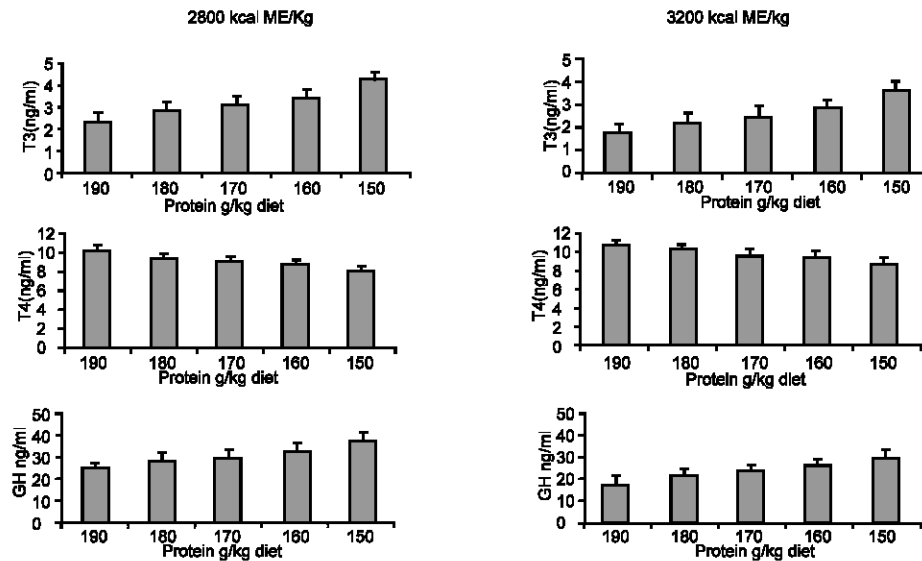 2800 kcal ME/Kg
T3(ng/ml)
5
4
3
2
1
0
190 180 170 160 150
Protein g/kg diet
3200 kcal ME/kg
T3(ng/ml)
5
4
3
2
1
0
190 180 170 160 150
Protein g/kg diet
T4(ng/ml)
12
10
8
6
4
2
0
190 180 170 160 150
Protein g/kg diet
T4(ng/ml)
12
10
8
6
4
2
0
190 180 170 160 150
Protein g/kg diet
GH ng/ml
50
40
30
20
10
0
190 180 170 160 150
Protein g/kg diet
GH ng/ml
50
40
30
20
10
0
190 180 170 160 150
Protein g/kg diet